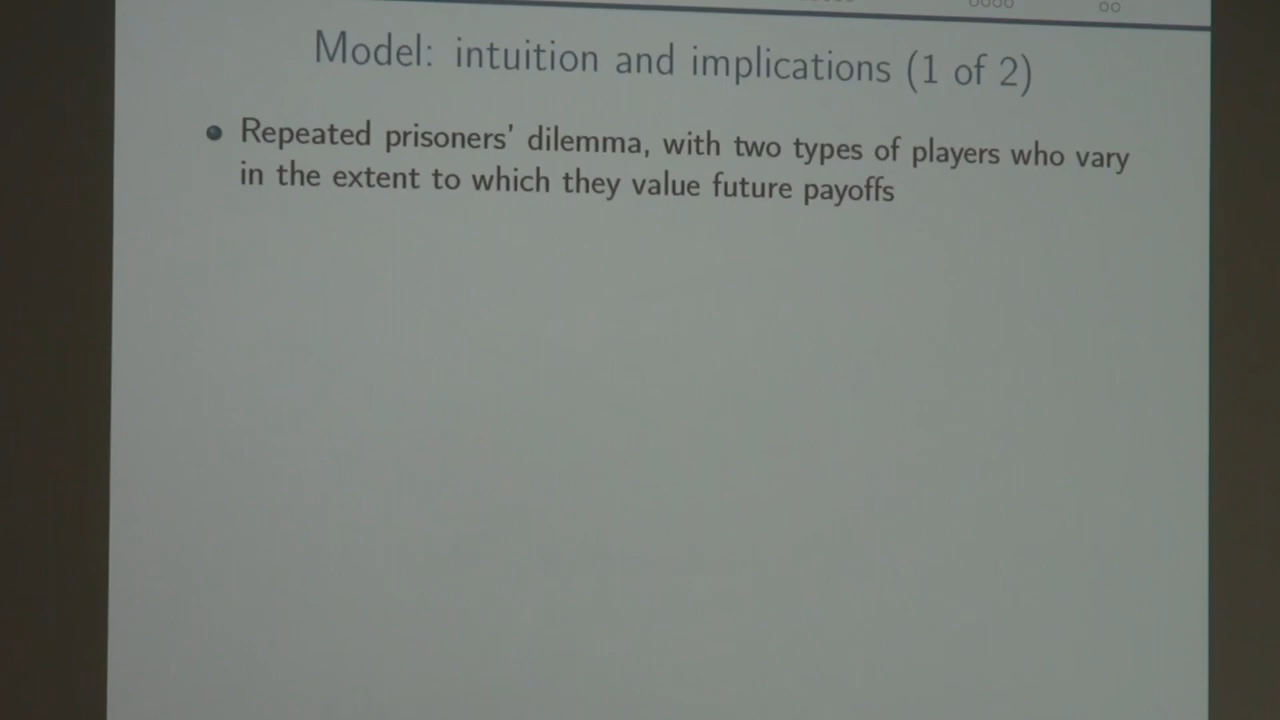 Model: intuition and implications (1 of 2)
Repeated prisoners' dilemma, with two types of players who vary
in the extent to which they value future payoffs